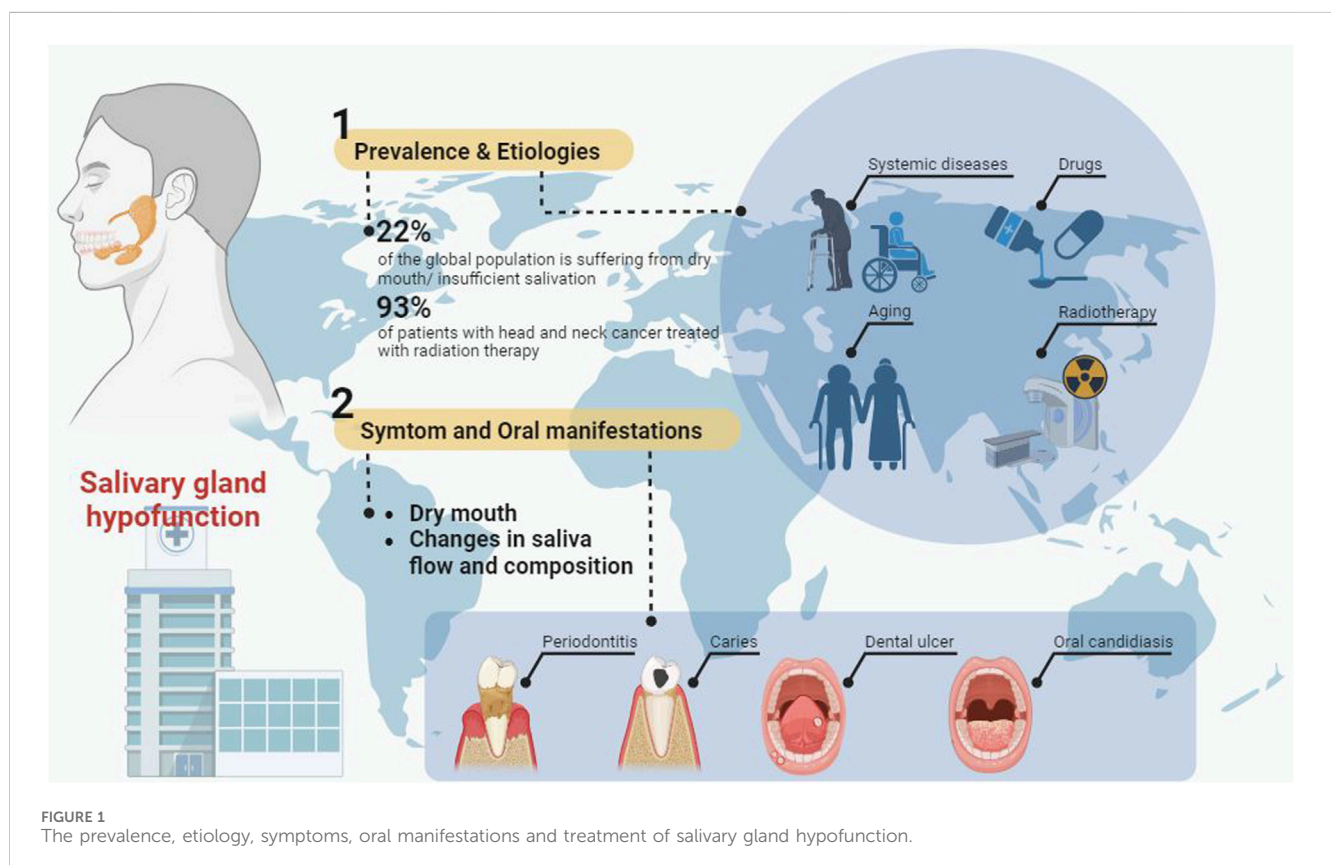 1
Prevalence & Etiologies
22%
of the global population is suffering from dry
mouth/ insufficient salivation
93%
of patients with head and neck cancer treated
with radiation therapy
Systemic diseases
Drugs
Aging
Radiotherapy
2
Symtom and Oral manifestations
• Dry mouth
• Changes in saliva
flow and composition
Salivary gland
hypofunction
Periodontitis
Caries
Dental ulcer
Oral candidiasis
FIGURE 1
The prevalence, etiology, symptoms, oral manifestations and treatment of salivary gland hypofunction.